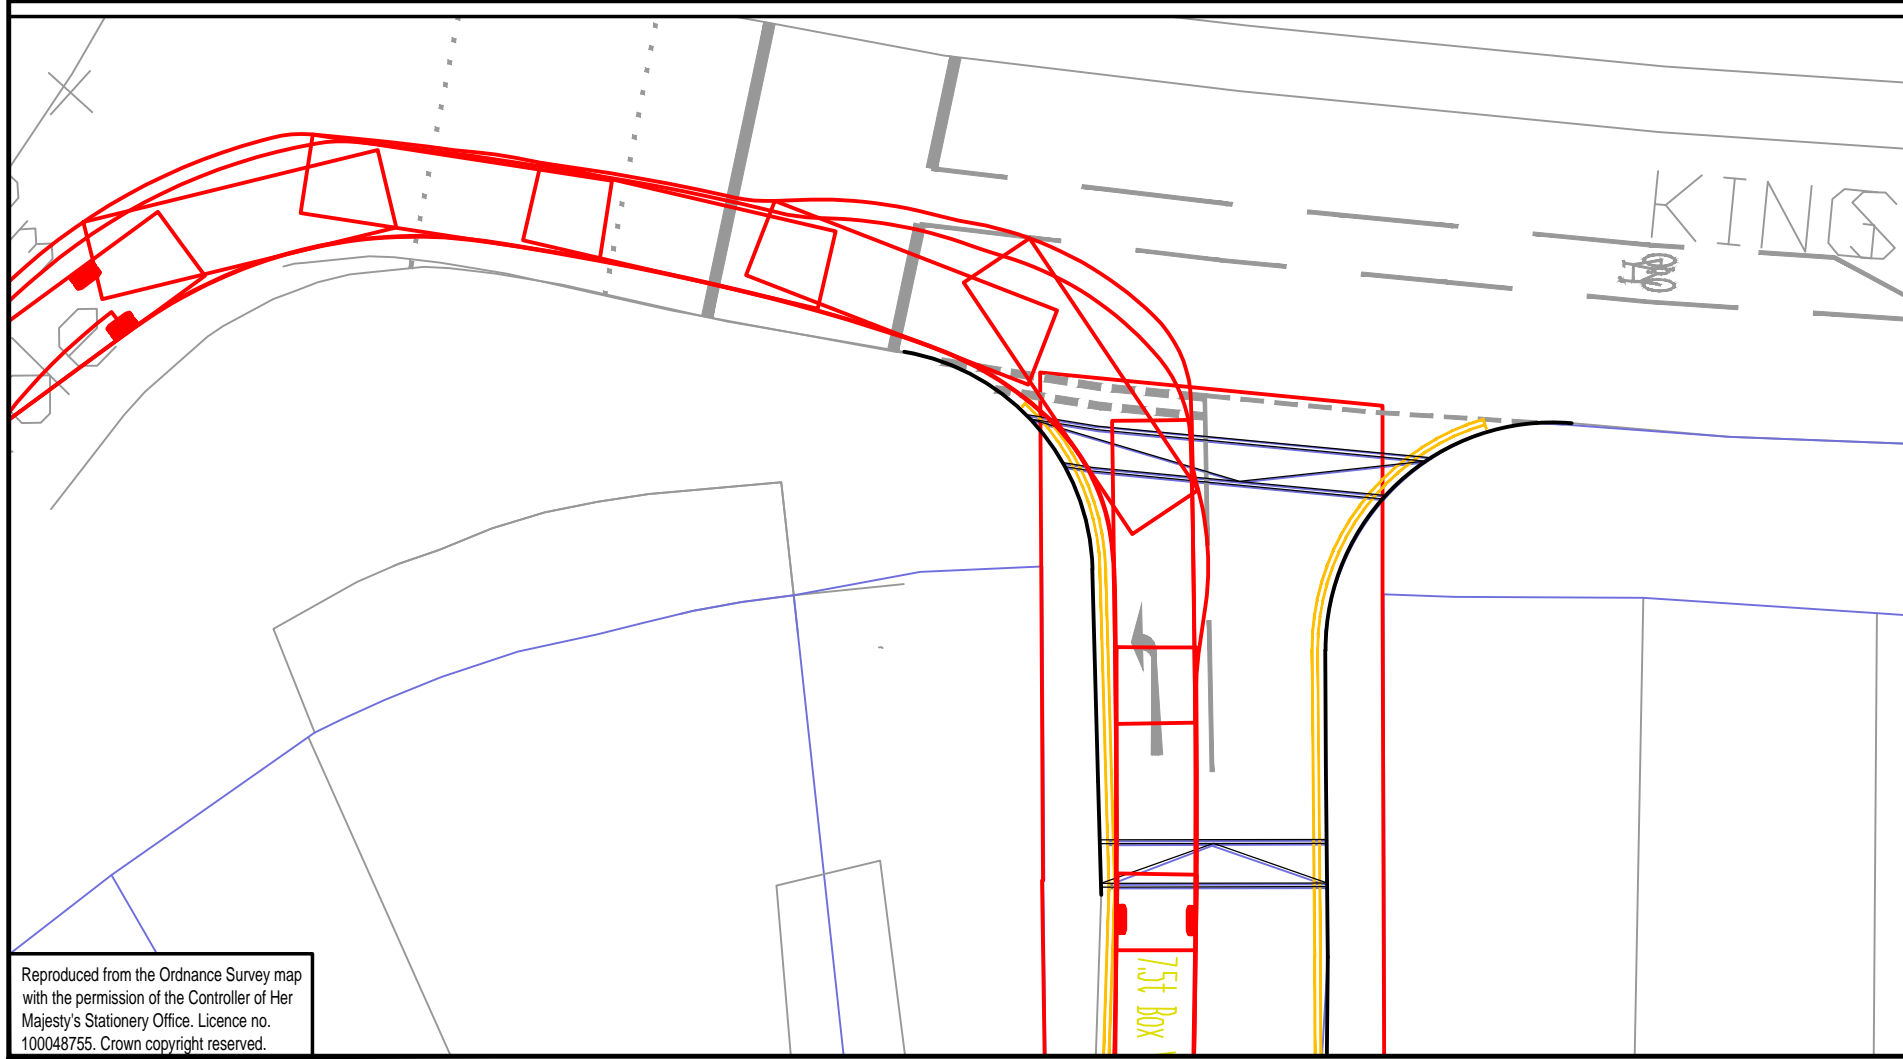 KINGS
7.5t Box
Reproduced from the Ordnance Survey map
with the permission of the Controller of Her
Majesty's Stationery Office. Licence no.
100048755. Crown copyright reserved.